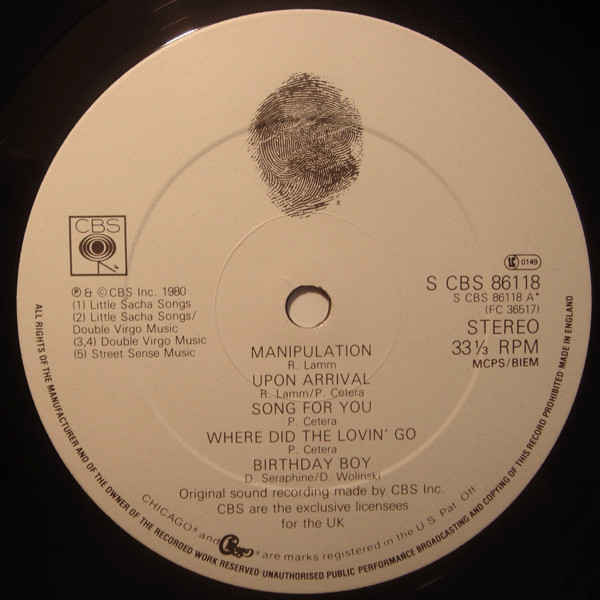 CBS
℗ & © CBS Inc. 1980
(1) Little Sacha Songs
(2) Little Sacha Songs/
Double Virgo Music
(3,4) Double Virgo Music
(5) Street Sense Music
0149
S CBS 86118
S CBS 86118 A*
(FC 36517)
STEREO
33 ⅓ RPM
MCPS/BIEM
MANIPULATION
R. Lamm
UPON ARRIVAL
R. Lamm/P. Cetera
SONG FOR YOU
P. Cetera
WHERE DID THE LOVIN' GO
P. Cetera
BIRTHDAY BOY
D. Seraphine/D. Wolinski
Original sound recording made by CBS Inc.
CBS are the exclusive licensees
for the UK
CHICAGO® and Chicago® are marks registered in the U.S. Pat. Off.
ALL RIGHTS OF THE MANUFACTURER AND OF THE OWNER OF THE RECORDED WORK RESERVED·UNAUTHORISED PUBLIC PERFORMANCE BROADCASTING AND COPYING OF THIS RECORD PROHIBITED MADE IN ENGLAND